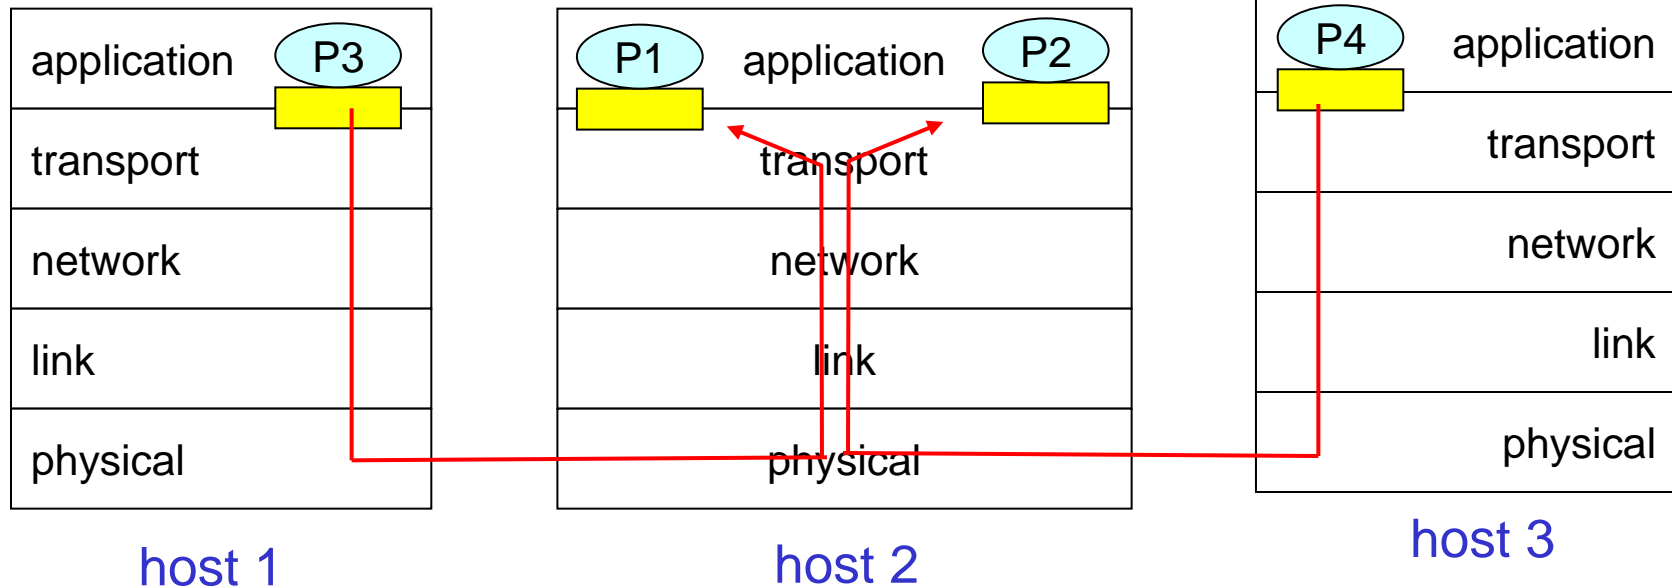 application
P3
transport
network
link
physical
host 1
P1
application
P2
transport
network
link
physical
host 2
P4
application
transport
network
link
physical
host 3